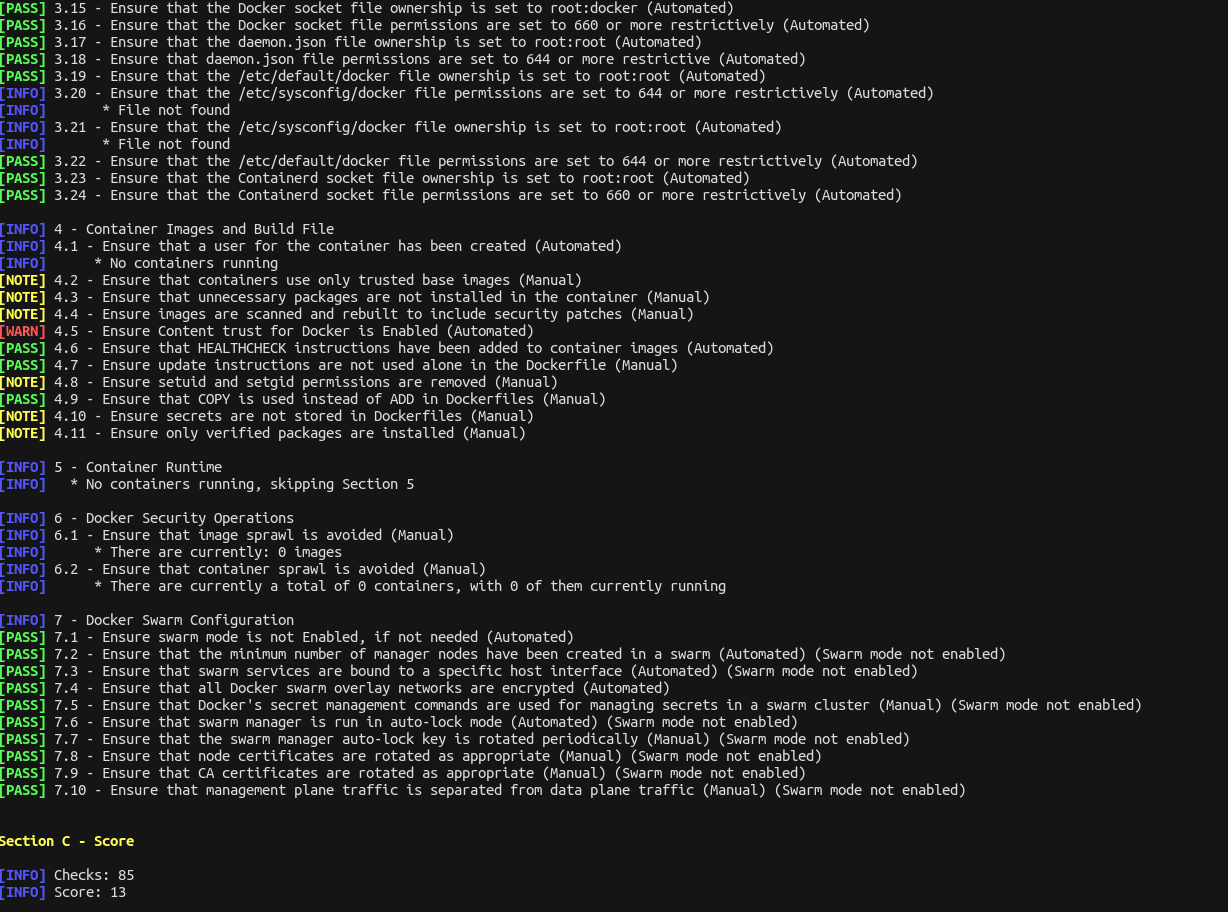 [PASS] 3.15 - Ensure that the Docker socket file ownership is set to root:docker (Automated)
[PASS] 3.16 - Ensure that the Docker socket file permissions are set to 660 or more restrictively (Automated)
[PASS] 3.17 - Ensure that the daemon.json file ownership is set to root:root (Automated)
[PASS] 3.18 - Ensure that daemon.json file permissions are set to 644 or more restrictive (Automated)
[PASS] 3.19 - Ensure that the /etc/default/docker file ownership is set to root:root (Automated)
[INFO] 3.20 - Ensure that the /etc/sysconfig/docker file permissions are set to 644 or more restrictively (Automated)
[INFO]       * File not found
[INFO] 3.21 - Ensure that the /etc/sysconfig/docker file ownership is set to root:root (Automated)
[INFO]       * File not found
[PASS] 3.22 - Ensure that the /etc/default/docker file permissions are set to 644 or more restrictively (Automated)
[PASS] 3.23 - Ensure that the Containerd socket file ownership is set to root:root (Automated)
[PASS] 3.24 - Ensure that the Containerd socket file permissions are set to 660 or more restrictively (Automated)

[INFO] 4 - Container Images and Build File
[INFO] 4.1 - Ensure that a user for the container has been created (Automated)
[INFO]      * No containers running
[NOTE] 4.2 - Ensure that containers use only trusted base images (Manual)
[NOTE] 4.3 - Ensure that unnecessary packages are not installed in the container (Manual)
[NOTE] 4.4 - Ensure images are scanned and rebuilt to include security patches (Manual)
[WARN] 4.5 - Ensure Content trust for Docker is Enabled (Automated)
[PASS] 4.6 - Ensure that HEALTHCHECK instructions have been added to container images (Automated)
[PASS] 4.7 - Ensure update instructions are not used alone in the Dockerfile (Manual)
[NOTE] 4.8 - Ensure setuid and setgid permissions are removed (Manual)
[PASS] 4.9 - Ensure that COPY is used instead of ADD in Dockerfiles (Manual)
[NOTE] 4.10 - Ensure secrets are not stored in Dockerfiles (Manual)
[NOTE] 4.11 - Ensure only verified packages are installed (Manual)

[INFO] 5 - Container Runtime
[INFO]   * No containers running, skipping Section 5

[INFO] 6 - Docker Security Operations
[INFO] 6.1 - Ensure that image sprawl is avoided (Manual)
[INFO]      * There are currently: 0 images
[INFO] 6.2 - Ensure that container sprawl is avoided (Manual)
[INFO]      * There are currently a total of 0 containers, with 0 of them currently running

[INFO] 7 - Docker Swarm Configuration
[PASS] 7.1 - Ensure swarm mode is not Enabled, if not needed (Automated)
[PASS] 7.2 - Ensure that the minimum number of manager nodes have been created in a swarm (Automated) (Swarm mode not enabled)
[PASS] 7.3 - Ensure that swarm services are bound to a specific host interface (Automated) (Swarm mode not enabled)
[PASS] 7.4 - Ensure that all Docker swarm overlay networks are encrypted (Automated)
[PASS] 7.5 - Ensure that Docker's secret management commands are used for managing secrets in a swarm cluster (Manual) (Swarm mode not enabled)
[PASS] 7.6 - Ensure that swarm manager is run in auto-lock mode (Automated) (Swarm mode not enabled)
[PASS] 7.7 - Ensure that the swarm manager auto-lock key is rotated periodically (Manual) (Swarm mode not enabled)
[PASS] 7.8 - Ensure that node certificates are rotated as appropriate (Manual) (Swarm mode not enabled)
[PASS] 7.9 - Ensure that CA certificates are rotated as appropriate (Manual) (Swarm mode not enabled)
[PASS] 7.10 - Ensure that management plane traffic is separated from data plane traffic (Manual) (Swarm mode not enabled)

Section C - Score

[INFO] Checks: 85
[INFO] Score: 13